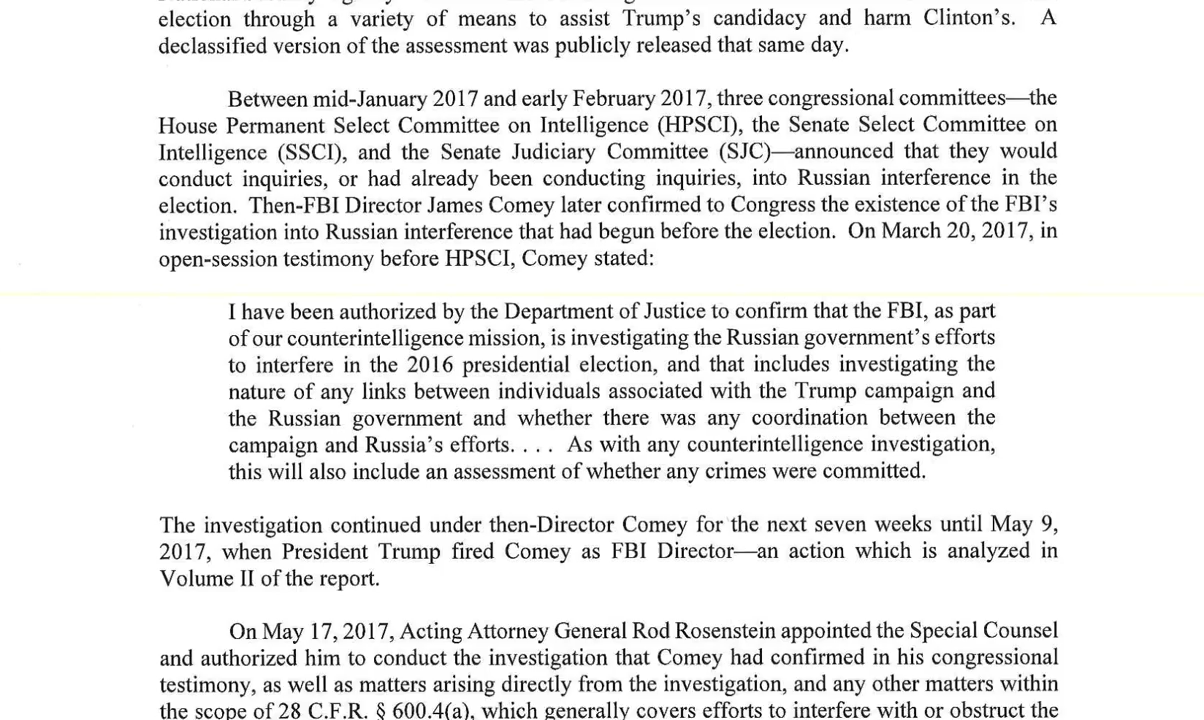 election through a variety of means to assist Trump's candidacy and harm Clinton's. A
declassified version of the assessment was publicly released that same day.
Between mid-January 2017 and early February 2017, three congressional committees—the
House Permanent Select Committee on Intelligence (HPSCI), the Senate Select Committee on
Intelligence (SSCI), and the Senate Judiciary Committee (SJC)—announced that they would
conduct inquiries, or had already been conducting inquiries, into Russian interference in the
election. Then-FBI Director James Comey later confirmed to Congress the existence of the FBI's
investigation into Russian interference that had begun before the election. On March 20, 2017, in
open-session testimony before HPSCI, Comey stated:
I have been authorized by the Department of Justice to confirm that the FBI, as part
of our counterintelligence mission, is investigating the Russian government's efforts
to interfere in the 2016 presidential election, and that includes investigating the
nature of any links between individuals associated with the Trump campaign and
the Russian government and whether there was any coordination between the
campaign and Russia's efforts. . . . As with any counterintelligence investigation,
this will also include an assessment of whether any crimes were committed.
The investigation continued under then-Director Comey for the next seven weeks until May 9,
2017, when President Trump fired Comey as FBI Director—an action which is analyzed in
Volume II of the report.
On May 17, 2017, Acting Attorney General Rod Rosenstein appointed the Special Counsel
and authorized him to conduct the investigation that Comey had confirmed in his congressional
testimony, as well as matters arising directly from the investigation, and any other matters within
the scope of 28 C.F.R. § 600.4(a), which generally covers efforts to interfere with or obstruct the